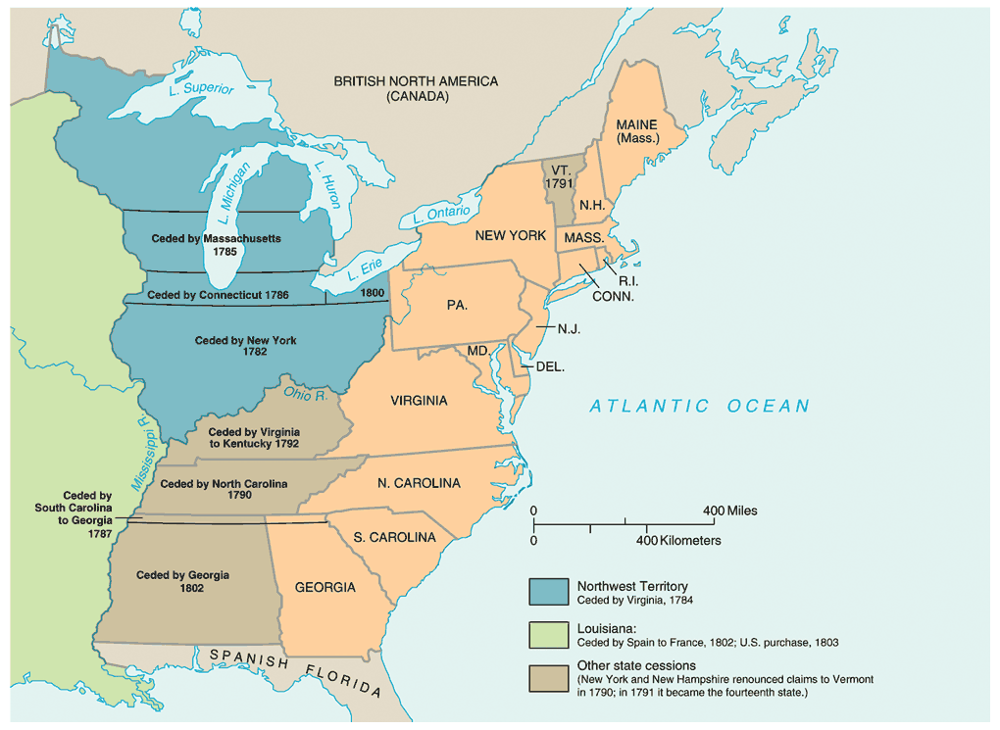 BRITISH NORTH AMERICA
(CANADA)
L. Superior
MAINE
(Mass.)
VT.
1791
L. Michigan
L. Huron
N.H.
L. Ontario
NEW YORK
MASS.
Ceded by Massachusetts
1785
L. Erie
R.I.
CONN.
Ceded by Connecticut 1786
1800
PA.
N.J.
Ceded by New York
1782
MD.
DEL.
Ohio R.
VIRGINIA
ATLANTIC OCEAN
Mississippi R.
Ceded by Virginia
to Kentucky 1792
Ceded by North Carolina
1790
N. CAROLINA
Ceded by
South Carolina
to Georgia
1787
0 400 Miles
0 400 Kilometers
S. CAROLINA
Ceded by Georgia
1802
GEORGIA
Northwest Territory
Ceded by Virginia, 1784
Louisiana:
Ceded by Spain to France, 1802; U.S. purchase, 1803
SPANISH FLORIDA
Other state cessions
(New York and New Hampshire renounced claims to Vermont
in 1790; in 1791 it became the fourteenth state.)